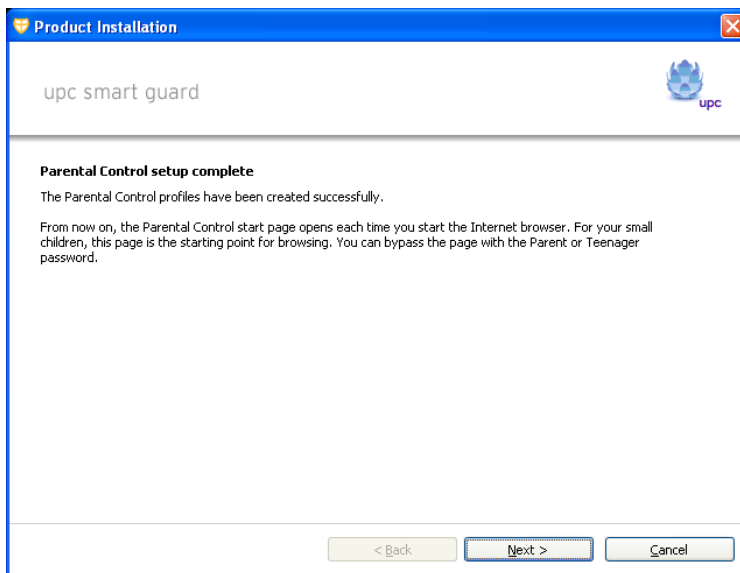 Product Installation
upc smart guard
upc
Parental Control setup complete
The Parental Control profiles have been created successfully.
From now on, the Parental Control start page opens each time you start the Internet browser. For your small
children, this page is the starting point for browsing. You can bypass the page with the Parent or Teenager
password.
< Back
Next >
Cancel